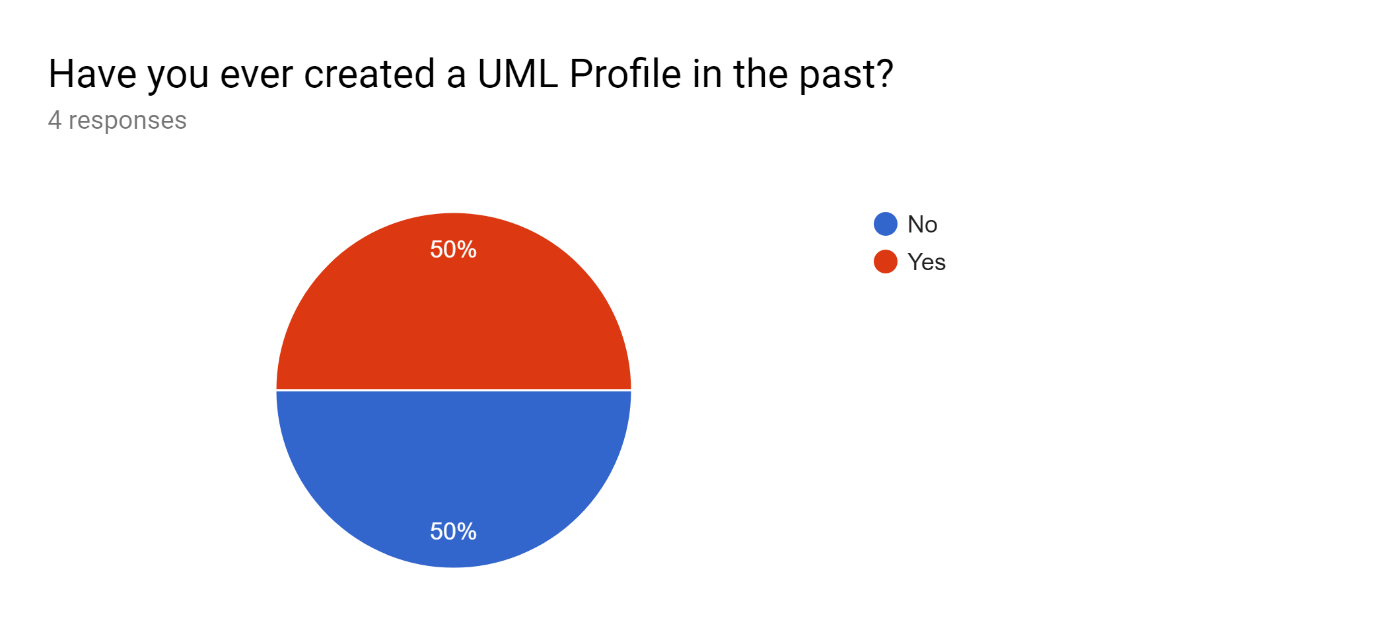 Have you ever created a UML Profile in the past?
4 responses
50%
50%
No
Yes